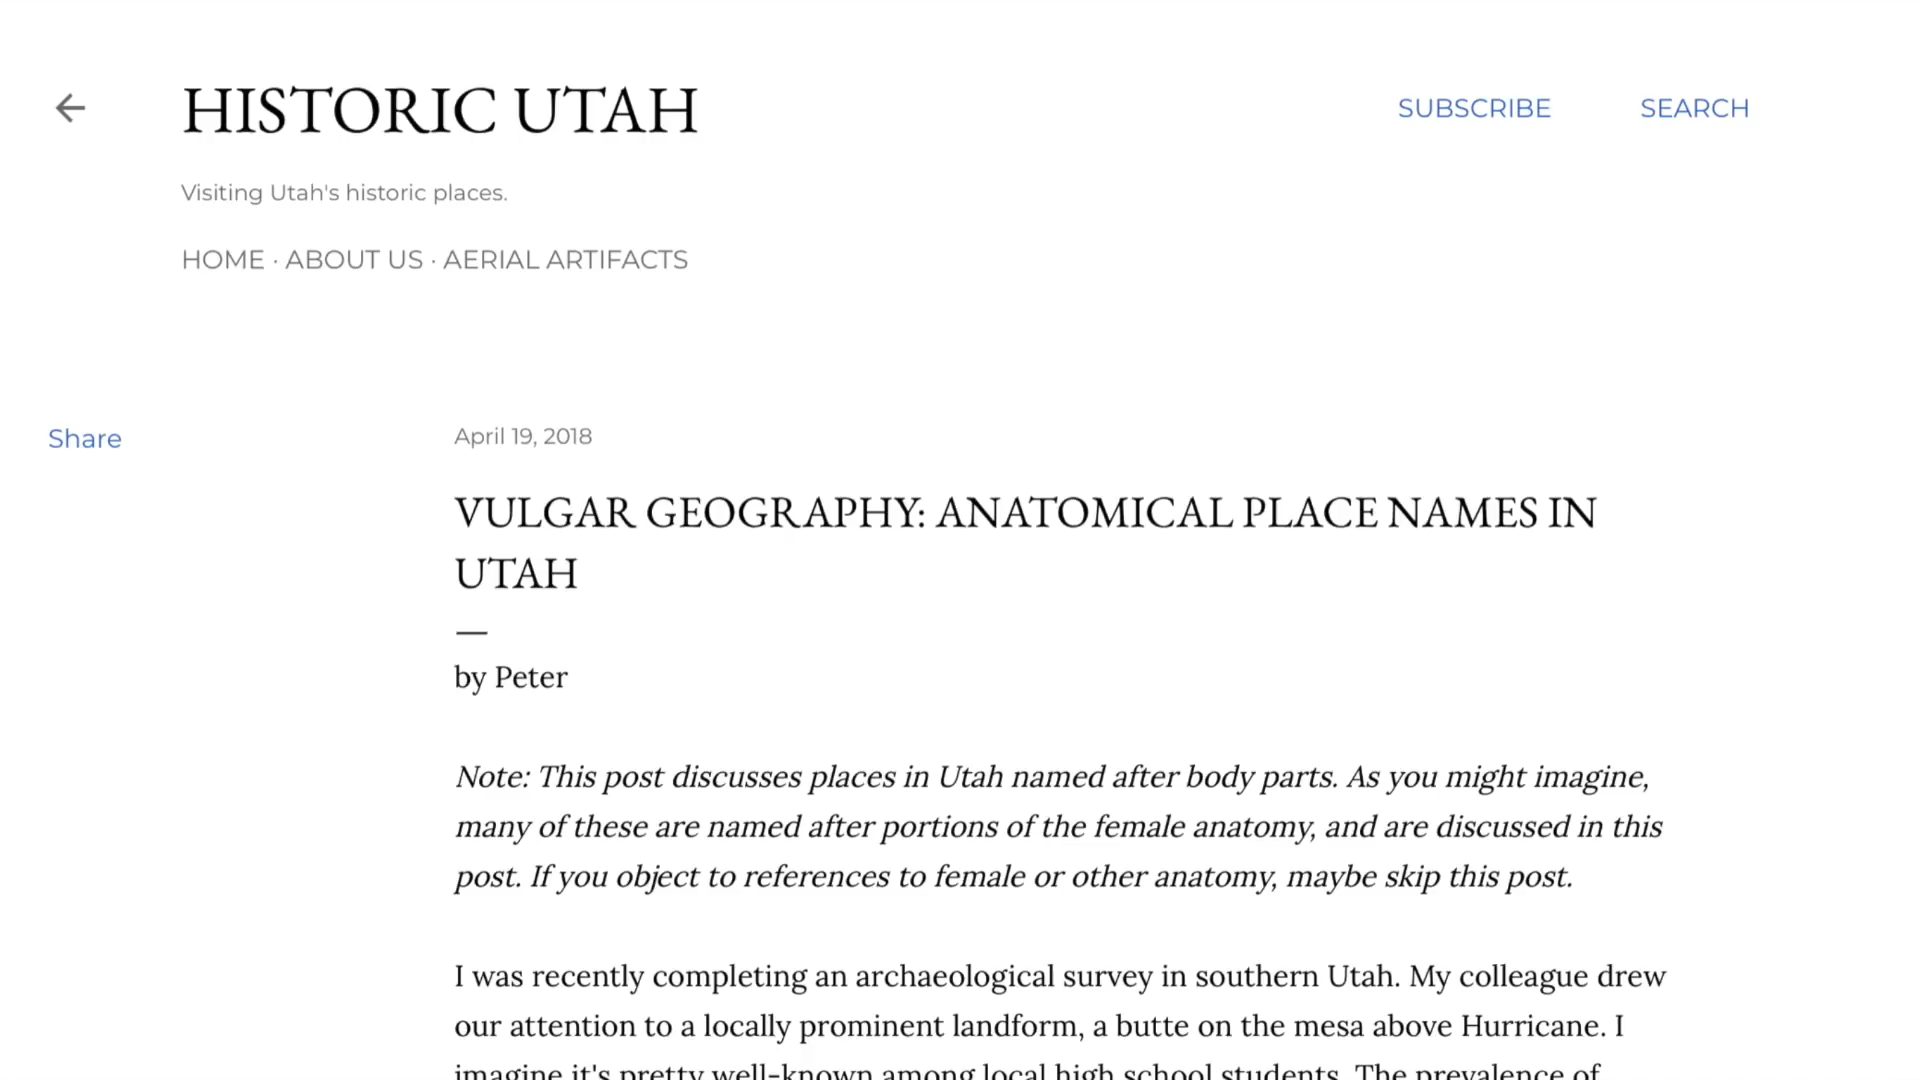 HISTORIC UTAH
SUBSCRIBE
SEARCH
Visiting Utah's historic places.
HOME · ABOUT US · AERIAL ARTIFACTS
Share
April 19, 2018
VULGAR GEOGRAPHY: ANATOMICAL PLACE NAMES IN
UTAH
by Peter
Note: This post discusses places in Utah named after body parts. As you might imagine,
many of these are named after portions of the female anatomy, and are discussed in this
post. If you object to references to female or other anatomy, maybe skip this post.
I was recently completing an archaeological survey in southern Utah. My colleague drew
our attention to a locally prominent landform, a butte on the mesa above Hurricane. I
imagine it's pretty well-known among local high school students. The prevalence of